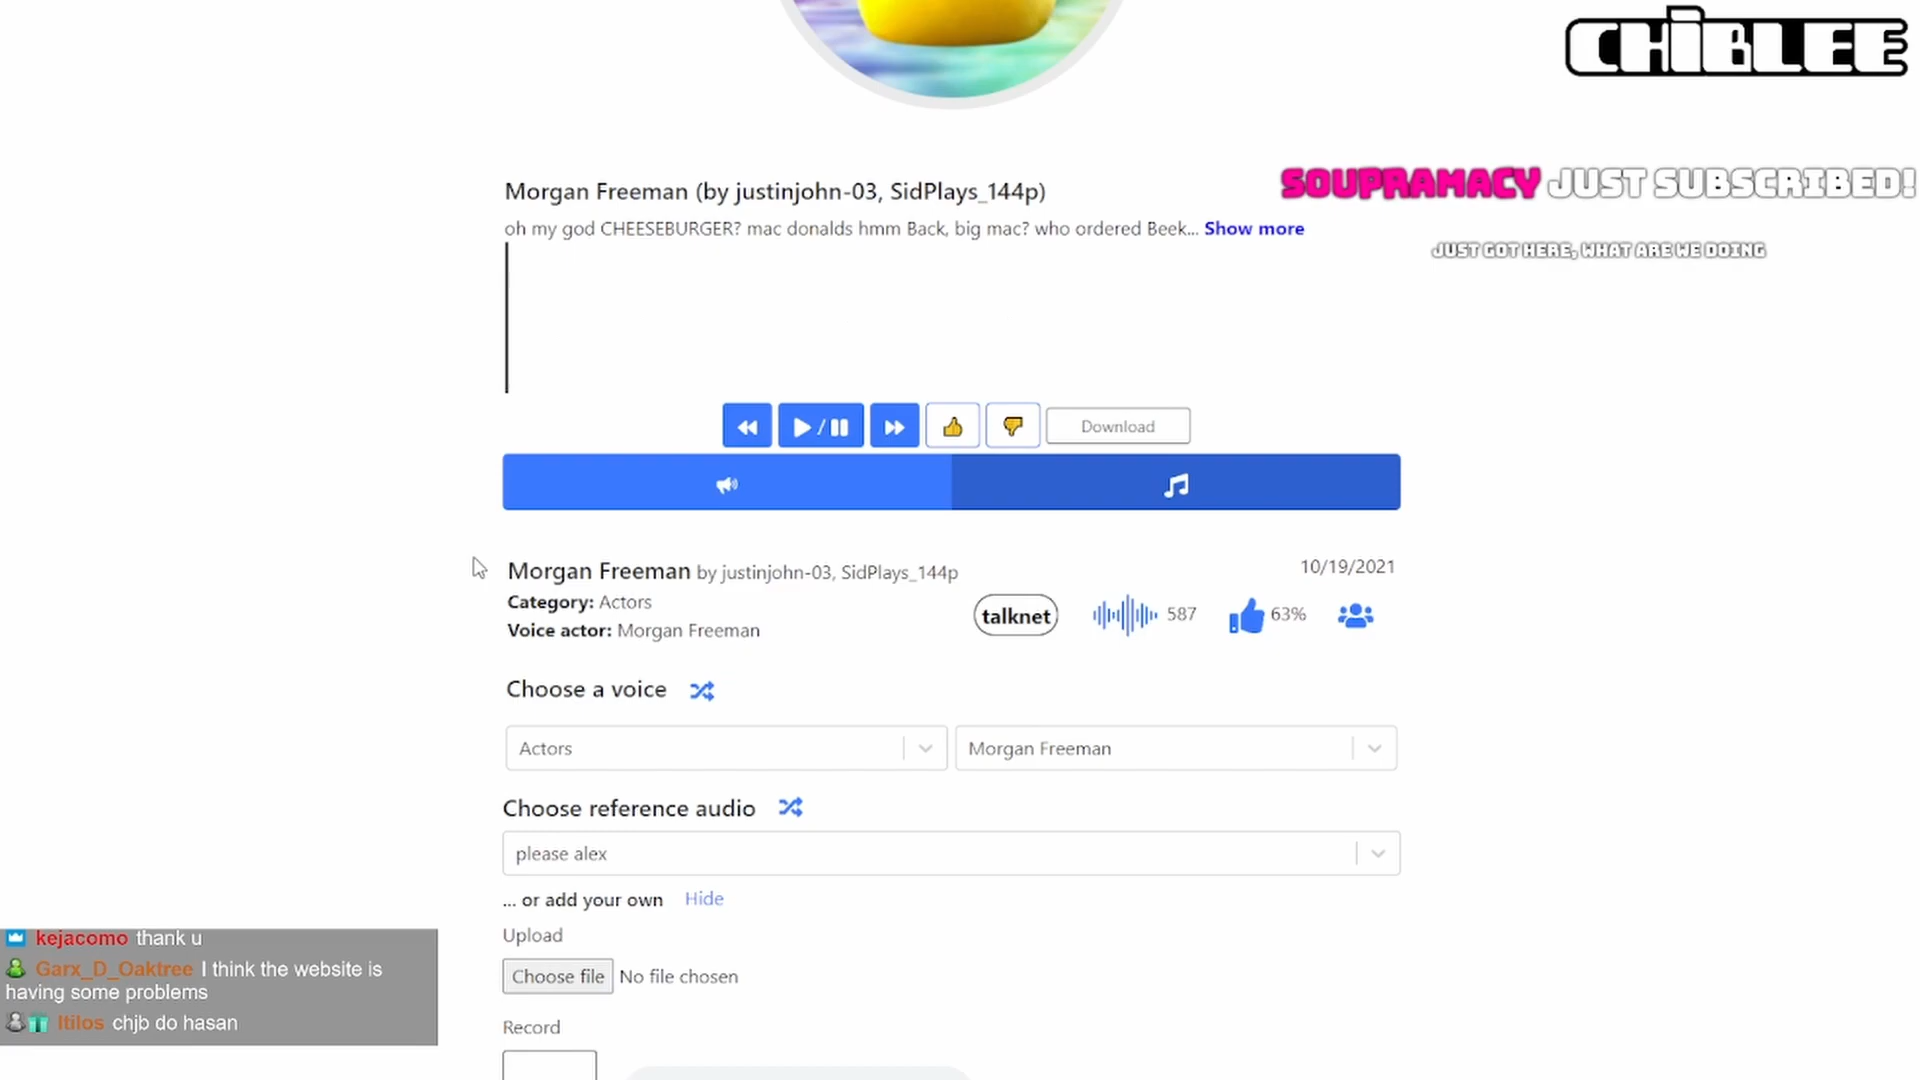 CHIBLEE
SOUPRAMACY JUST SUBSCRIBED!
JUST GOT HERE, WHAT ARE WE DOING
Morgan Freeman (by justinjohn-03, SidPlays_144p)
oh my god CHEESEBURGER? mac donalds hmm Back, big mac? who ordered Beek... Show more
Download
Morgan Freeman by justinjohn-03, SidPlays_144p
10/19/2021
Category: Actors
Voice actor: Morgan Freeman
talknet
587
63%
Choose a voice
Actors
Morgan Freeman
Choose reference audio
please alex
... or add your own Hide
Upload
Choose file No file chosen
Record
kejacomo thank u
Garx_D_Oaktree I think the website is
having some problems
ltilos chjb do hasan